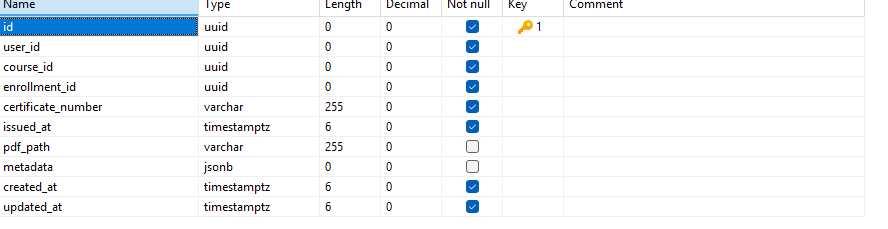 Name Type Length Decimal Not null Key Comment
id uuid 0 0 1
user_id uuid 0 0
course_id uuid 0 0
enrollment_id uuid 0 0
certificate_number varchar 255 0
issued_at timestamptz 6 0
pdf_path varchar 255 0
metadata jsonb 0 0
created_at timestamptz 6 0
updated_at timestamptz 6 0